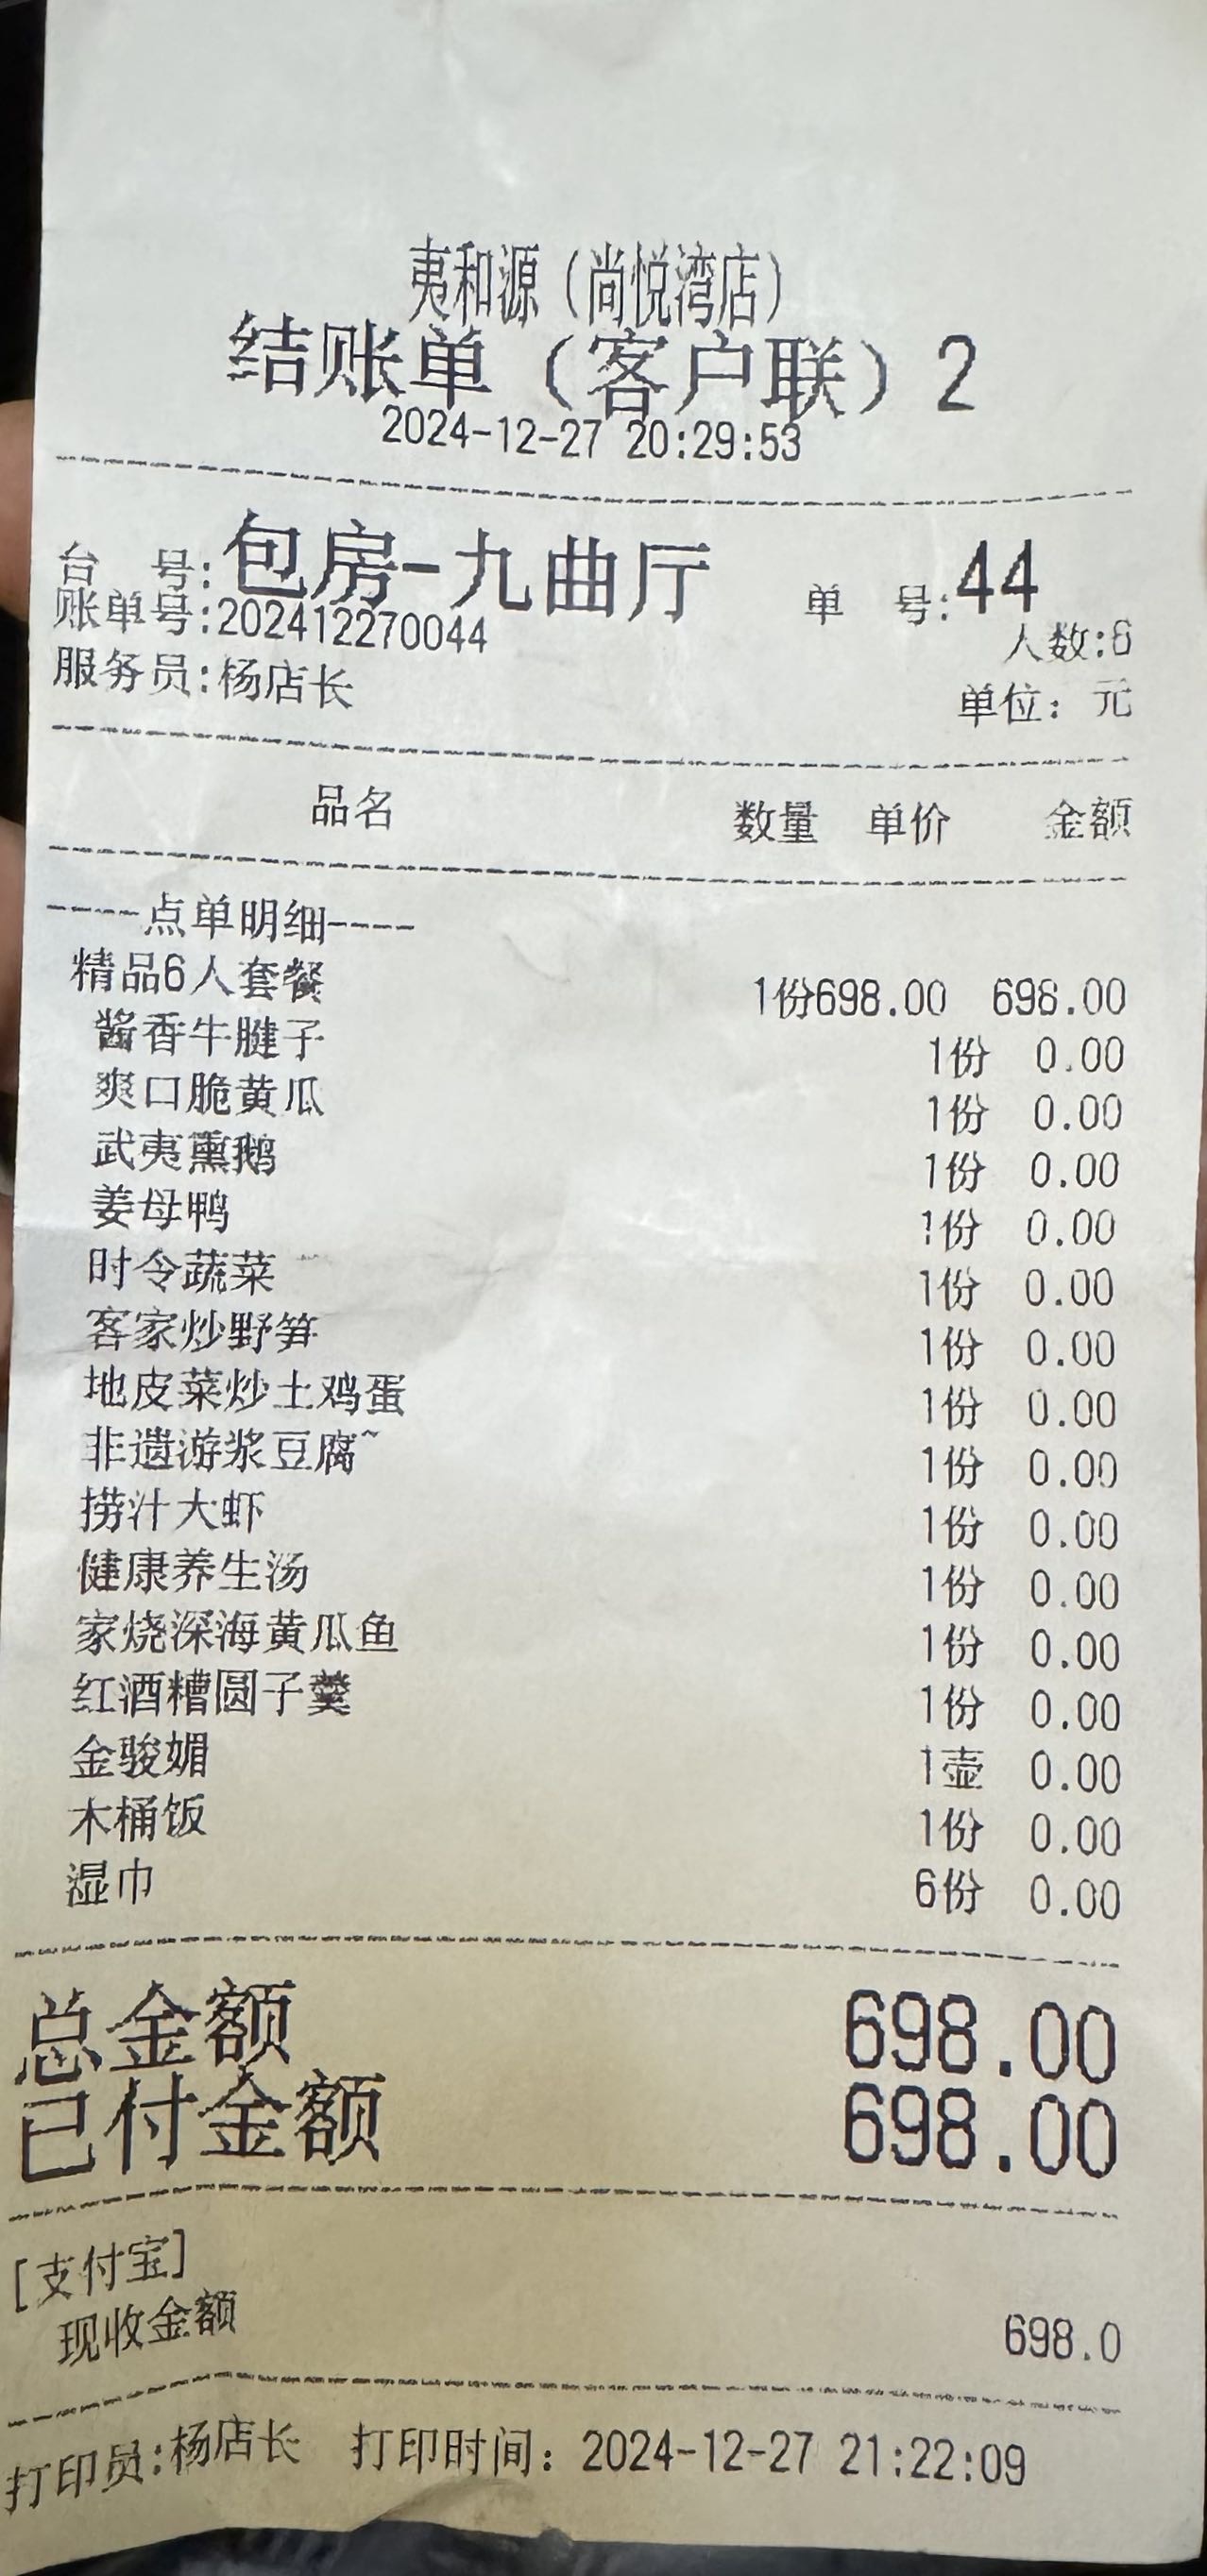 夷和源（尚悦湾店）
结账单（客户联）2
2024-12-27 20:29:53
台 号:包房-九曲厅 单 号:44
账单号:202412270044 人数:6
服务员:杨店长 单位：元
品名 数量 单价 金额
----点单明细----
精品6人套餐 1份698.00 698.00
酱香牛腱子 1份 0.00
爽口脆黄瓜 1份 0.00
武夷熏鹅 1份 0.00
姜母鸭 1份 0.00
时令蔬菜 1份 0.00
客家炒野笋 1份 0.00
地皮菜炒土鸡蛋 1份 0.00
非遗游浆豆腐~ 1份 0.00
捞汁大虾 1份 0.00
健康养生汤 1份 0.00
家烧深海黄瓜鱼 1份 0.00
红酒糟圆子羹 1份 0.00
金骏媚 1壶 0.00
木桶饭 1份 0.00
湿巾 6份 0.00
总金额 698.00
已付金额 698.00
[支付宝]
现收金额 698.0
打印员:杨店长 打印时间：2024-12-27 21:22:09